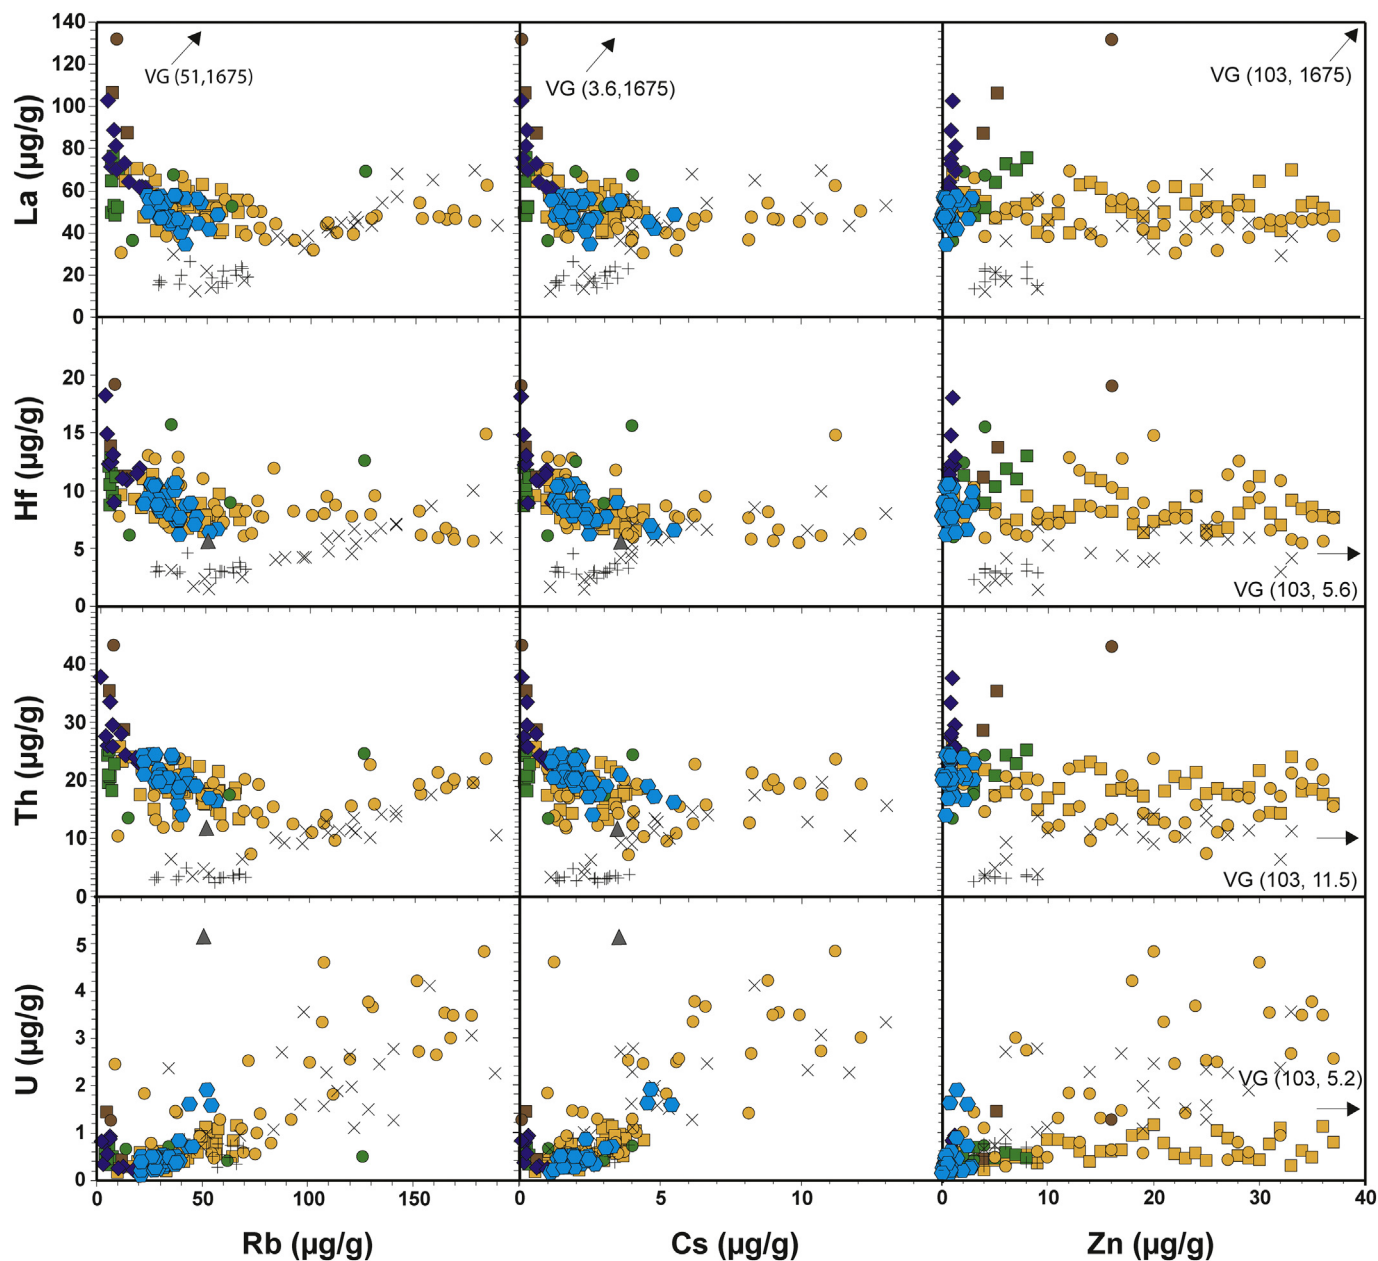 140
120
100
80
60
40
20
0
La (µg/g)
VG (51,1675)
VG (3.6,1675)
VG (103, 1675)
20
15
10
5
0
Hf (µg/g)
VG (103, 5.6)
40
30
20
10
0
Th (µg/g)
VG (103, 11.5)
5
4
3
2
1
0
U (µg/g)
VG (103, 5.2)
0 50 100 150 0 5 10 0 10 20 30 40
Rb (µg/g) Cs (µg/g) Zn (µg/g)